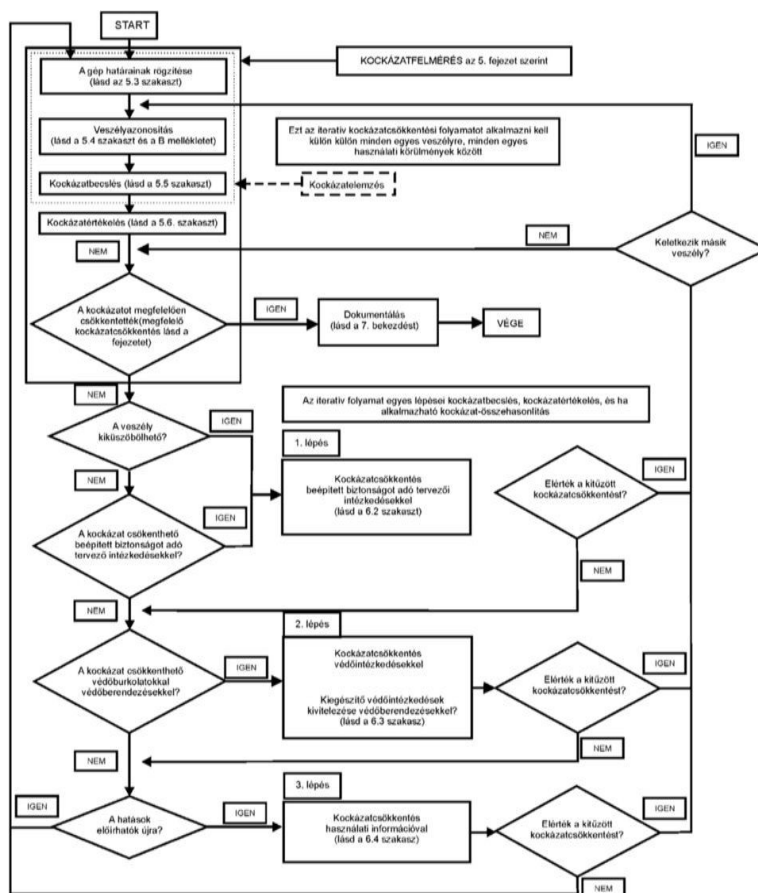 START
A gép határainak rögzítése
(lásd az 5.3 szakaszt)
KOCKÁZATFELMÉRÉS az 5. fejezet szerint
Veszélyazonosítás
(lásd a 5.4 szakaszt és a B mellékletet)
Ezt az iteratív kockázatcsökkentési folyamatot alkalmazni kell
külön külön minden egyes veszélyre, minden egyes
használati körülmények között
IGEN
Kockázatbecslés (lásd a 5.5 szakaszt)
Kockázatelemzés
Kockázatértékelés (lásd a 5.6. szakaszt)
NEM
NEM
Keletkezik másik
veszély?
A kockázatot megfelelően
csökkentették(megfelelő
kockázatcsökkentés lásd a
fejezetet)
IGEN
Dokumentálás
(lásd a 7. bekezdést)
VÉGE
NEM
Az iteratív folyamat egyes lépései kockázatbecslés, kockázatértékelés, és ha
alkalmazható kockázat-összehasonlítás
A veszély
kiküszöbölhető?
IGEN
1. lépés
NEM
Kockázatcsökkentés
beépített biztonságot adó tervezői
intézkedésekkel
(lásd a 6.2 szakaszt)
Elérték a kitűzött
kockázatcsökkentést?
IGEN
IGEN
A kockázat csökenthető
beépített biztonságot adó
tervező intézkedésekkel?
NEM
NEM
2. lépés
A kockázat csökkenthető
védőburkolatokkal
védőberendezésekkel?
IGEN
Kockázatcsökkentés
védőintézkedésekkel
Kiegészítő védőintézkedések
kivitelezése védőberendezésekkel?
(lásd a 6.3 szakasz)
Elérték a kitűzött
kockázatcsökkentést?
IGEN
NEM
NEM
3. lépés
IGEN
A hatások
előírhatók újra?
IGEN
Kockázatcsökkentés
használati információval
(lásd a 6.4 szakasz)
Elérték a kitűzött
kockázatcsökkentést?
IGEN
NEM